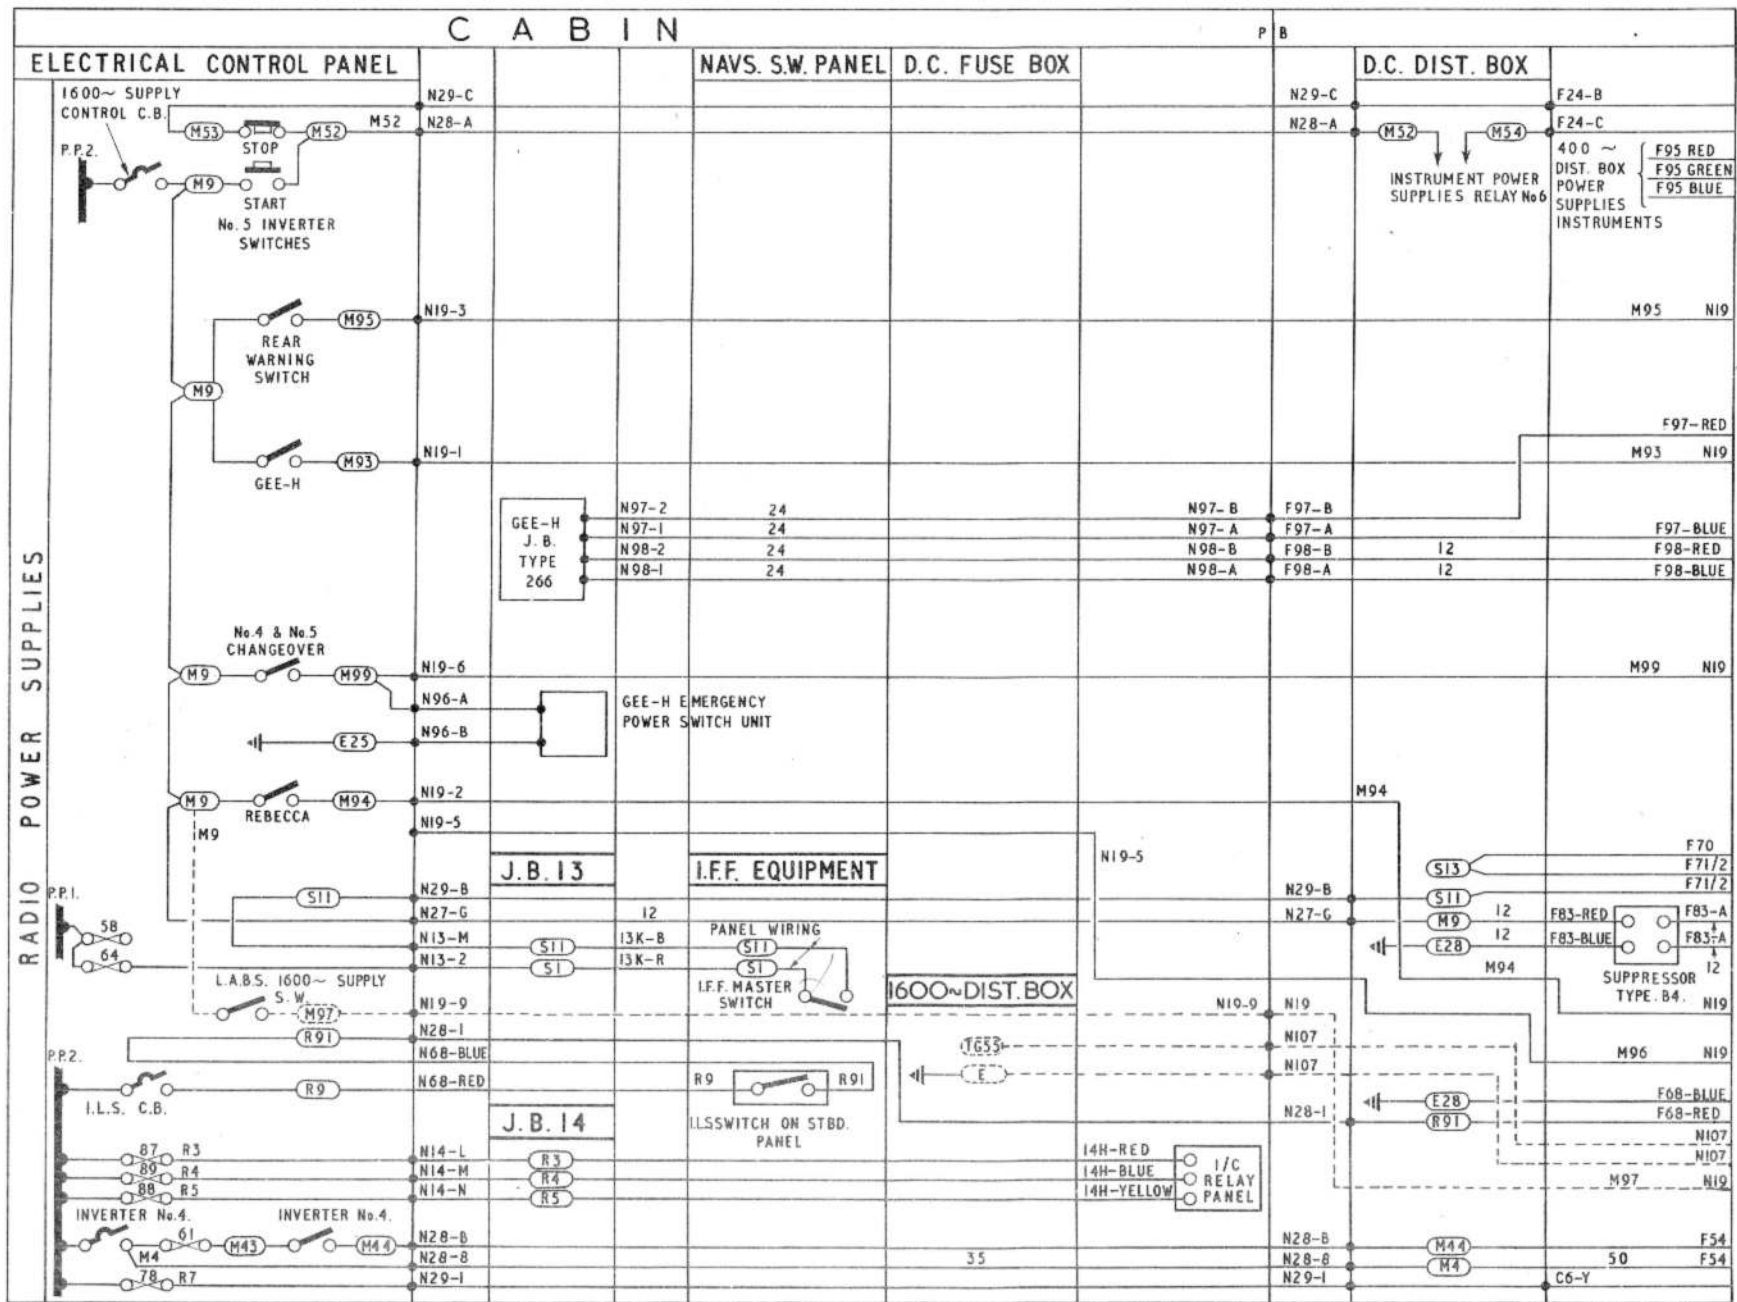 CABIN
P B
ELECTRICAL CONTROL PANEL
NAVS. S.W. PANEL
D.C. FUSE BOX
D.C. DIST. BOX
RADIO POWER SUPPLIES
1600~ SUPPLY
CONTROL C.B.
N29-C
N29-C
F24-B
M53
STOP
M52
M52
N28-A
N28-A
M52
M54
F24-C
P.P.2.
M9
START
No.5 INVERTER
SWITCHES
INSTRUMENT POWER
SUPPLIES RELAY No6
400 ~
DIST. BOX
POWER
SUPPLIES
INSTRUMENTS
F95 RED
F95 GREEN
F95 BLUE
M95
N19-3
M95 N19
REAR
WARNING
SWITCH
M9
F97-RED
M93
N19-1
M93 N19
GEE-H
GEE-H
J.B.
TYPE
266
N97-2 24 N97-B F97-B
N97-1 24 N97-A F97-A F97-BLUE
N98-2 24 N98-B F98-B 12 F98-RED
N98-1 24 N98-A F98-A 12 F98-BLUE
No.4 & No.5
CHANGEOVER
M9
M99
N19-6
M99 N19
N96-A
GEE-H EMERGENCY
POWER SWITCH UNIT
E25
N96-B
M9
REBECCA
M94
N19-2
M94
M9
N19-5
N19-5
J.B.13
I.F.F. EQUIPMENT
S13
F70
F71/2
F71/2
P.P.1.
S11
N29-B
N29-B
S11
58
N27-G
12
N27-G
M9
12
F83-RED
F83-A
64
N13-M
S11
13K-B
PANEL WIRING
S11
E28
12
F83-BLUE
F83-A
N13-2
S1
13K-R
S1
M94
12
SUPPRESSOR
TYPE. B4.
L.A.B.S. 1600~ SUPPLY
S.W.
I.F.F. MASTER
SWITCH
1600~DIST.BOX
M97
N19-9
N19-9
N19
N19
R91
N28-1
TG53
N107
P.P.2.
N68-BLUE
M96 N19
E
N107
I.L.S. C.B.
R9
N68-RED
R9
R91
E28
F68-BLUE
J.B.14
I.L.SSWITCH ON STBD.
PANEL
N28-1
R91
F68-RED
N107
N107
87 R3
N14-L
R3
14H-RED
89 R4
N14-M
R4
14H-BLUE
88 R5
N14-N
R5
14H-YELLOW
I/C
RELAY
PANEL
M97 N19
INVERTER No.4.
INVERTER No.4.
61
M43
M44
N28-B
N28-B
M44
F54
M4
N28-8
35
N28-8
M4
50
F54
78 R7
N29-1
N29-1
C6-Y